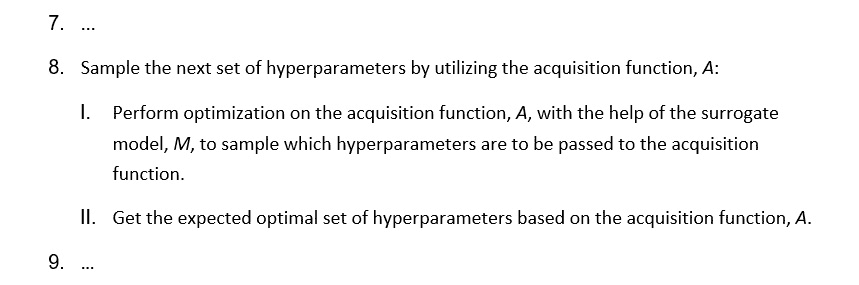 7. ...
8. Sample the next set of hyperparameters by utilizing the acquisition function, A:
I. Perform optimization on the acquisition function, A, with the help of the surrogate
model, M, to sample which hyperparameters are to be passed to the acquisition
function.
II. Get the expected optimal set of hyperparameters based on the acquisition function, A.
9. ...